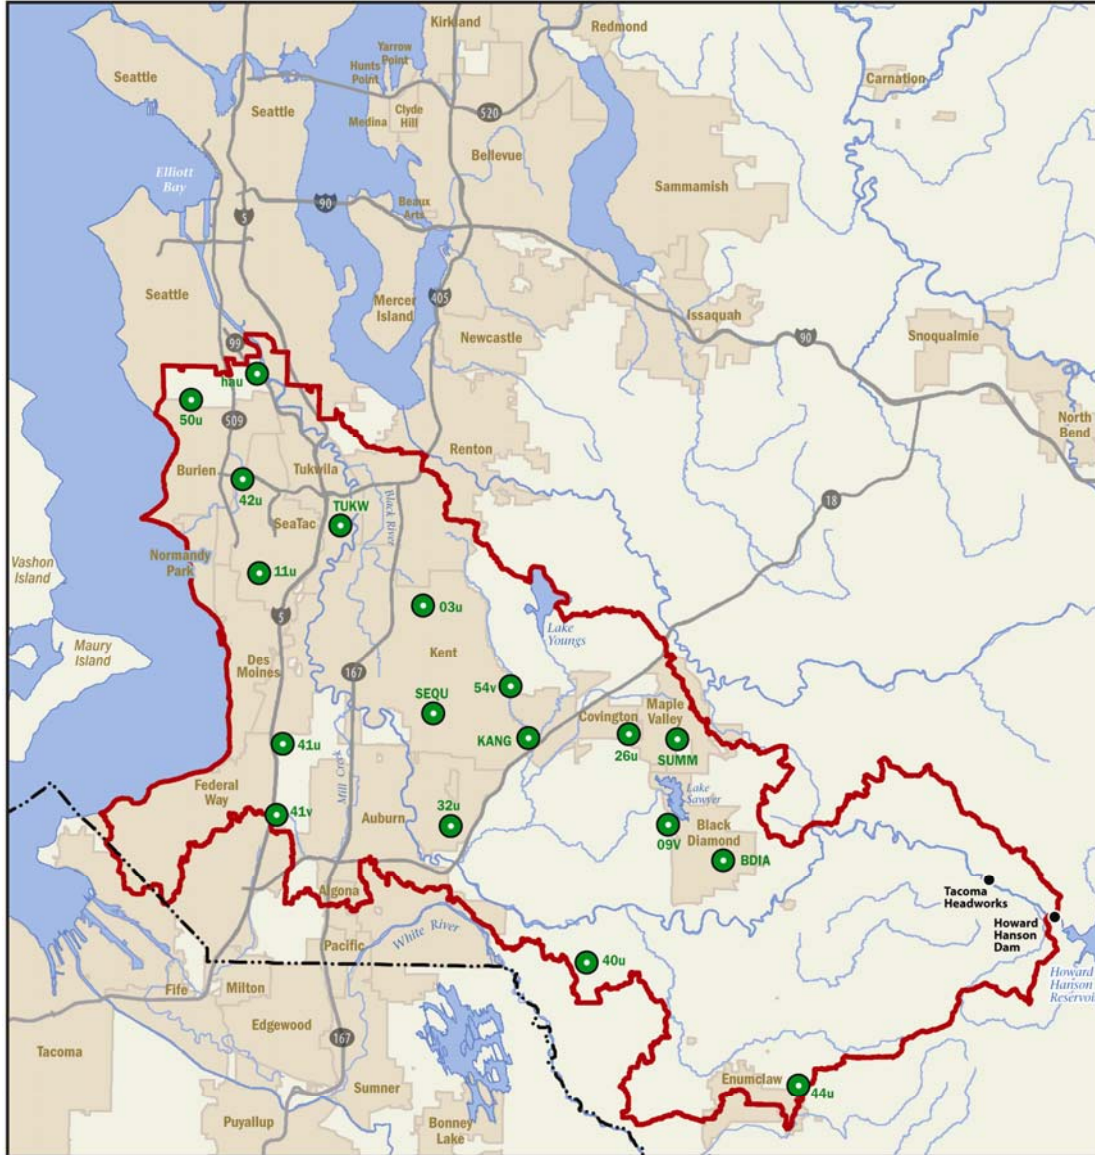 Kirkland
Redmond
Seattle
Yarrow
Point
Hunts
Point
Carnation
Seattle
Clyde
Hill
Medina
520
Bellevue
Elliott
Bay
Sammamish
90
Beaux
Arts
5
Seattle
Mercer
Island
405
Issaquah
Newcastle
90
Snoqualmie
99
hau
50u
509
North
Bend
Renton
Burien
Tukwila
42u
18
TUKW
Black River
SeaTac
Normandy
Park
Vashon
Island
11u
03u
5
Lake
Youngs
Maury
Island
Kent
Des
Moines
167
54v
SEQU
Maple
Valley
Covington
KANG
26u
SUMM
41u
Mill Creek
Federal
Way
Lake
Sawyer
41v
32u
Auburn
Black
Diamond
09V
BDIA
Algona
Tacoma
Headworks
Howard
Hanson
Dam
White River
Pacific
40u
Howard
Hanson
Reservoir
Fife
Milton
Edgewood
167
Tacoma
Enumclaw
Sumner
44u
Puyallup
Bonney
Lake